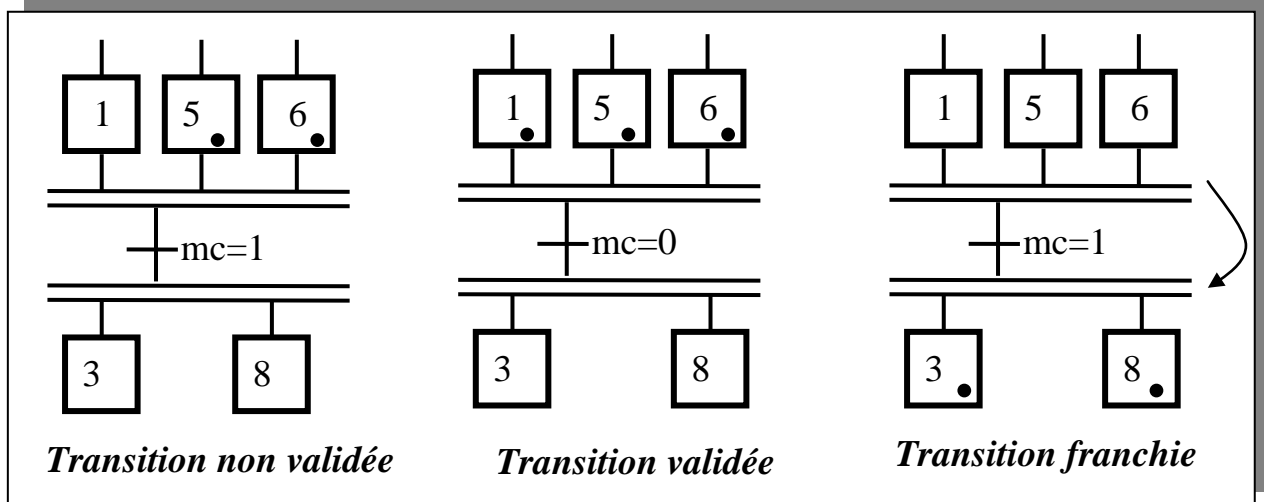 1 5 6
mc=1
3 8
Transition non validée
1 5 6
mc=0
3 8
Transition validée
1 5 6
mc=1
3 8
Transition franchie